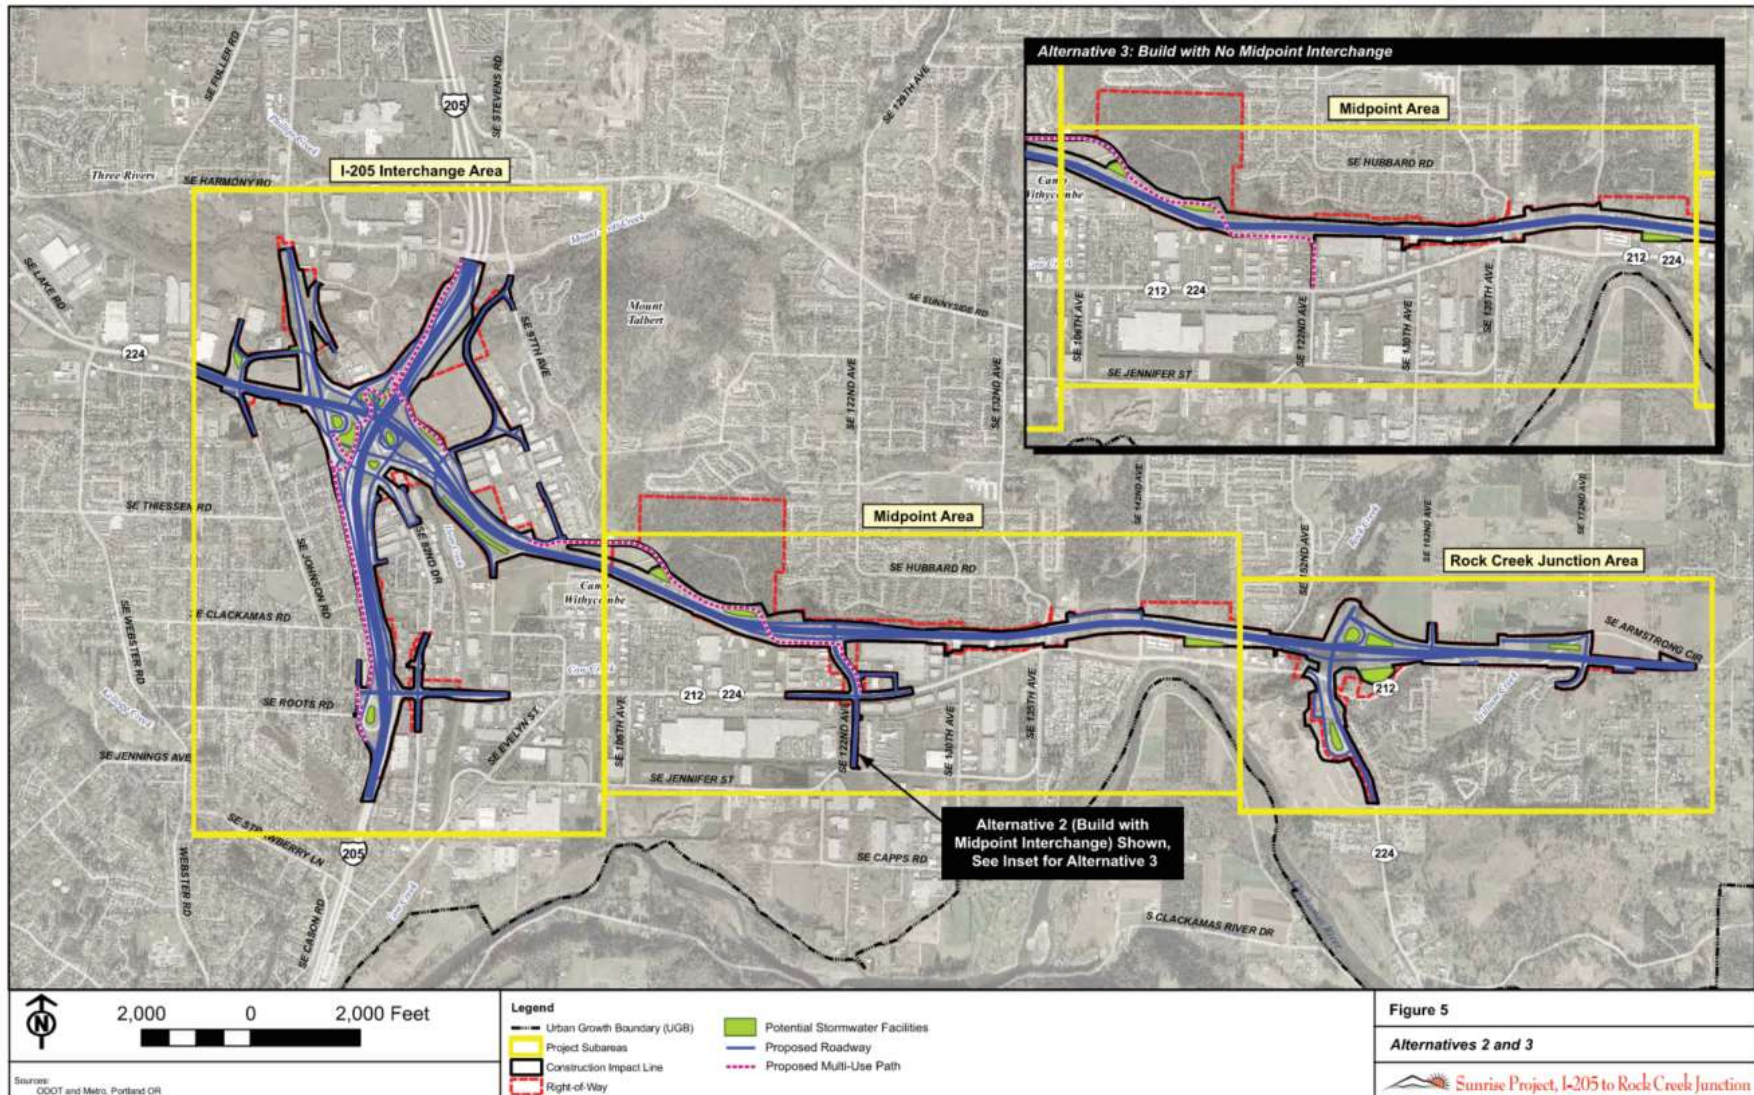 Alternative 3: Build with No Midpoint Interchange
Midpoint Area
SE HUBBARD RD
Camp
Withycombe
212
224
212
224
SE 106TH AVE
SE 122ND AVE
SE 130TH AVE
SE 135TH AVE
SE JENNIFER ST
SE FULLER RD
205
SE STEVENS RD
SE 129TH AVE
I-205 Interchange Area
Three Rivers
SE HARMONY RD
SE LAKE RD
224
Mount
Talbert
SE SUNNYSIDE RD
SE 97TH AVE
SE 122ND AVE
SE 132ND AVE
SE 142ND AVE
SE 152ND AVE
SE 162ND AVE
SE 172ND AVE
Rock Creek
SE THIESSEN RD
SE JOHNSON RD
SE 82ND DR
Midpoint Area
SE HUBBARD RD
Rock Creek Junction Area
Camp
Withycombe
SE WEBSTER RD
SE CLACKAMAS RD
SE ARMSTRONG CIR
SE ROOTS RD
212
224
212
SE JENNINGS AVE
SE EVELYN ST
SE 106TH AVE
SE 122ND AVE
SE 130TH AVE
SE 135TH AVE
SE JENNIFER ST
SE STRAWBERRY LN
Alternative 2 (Build with
Midpoint Interchange) Shown,
See Inset for Alternative 3
205
SE CAPPS RD
224
WEBSTER RD
SE CASON RD
S CLACKAMAS RIVER DR
N
2,000 0 2,000 Feet
Sources:
ODOT and Metro, Portland OR
Legend
Urban Growth Boundary (UGB)
Project Subareas
Construction Impact Line
Right-of-Way
Potential Stormwater Facilities
Proposed Roadway
Proposed Multi-Use Path
Figure 5
Alternatives 2 and 3
Sunrise Project, I-205 to Rock Creek Junction